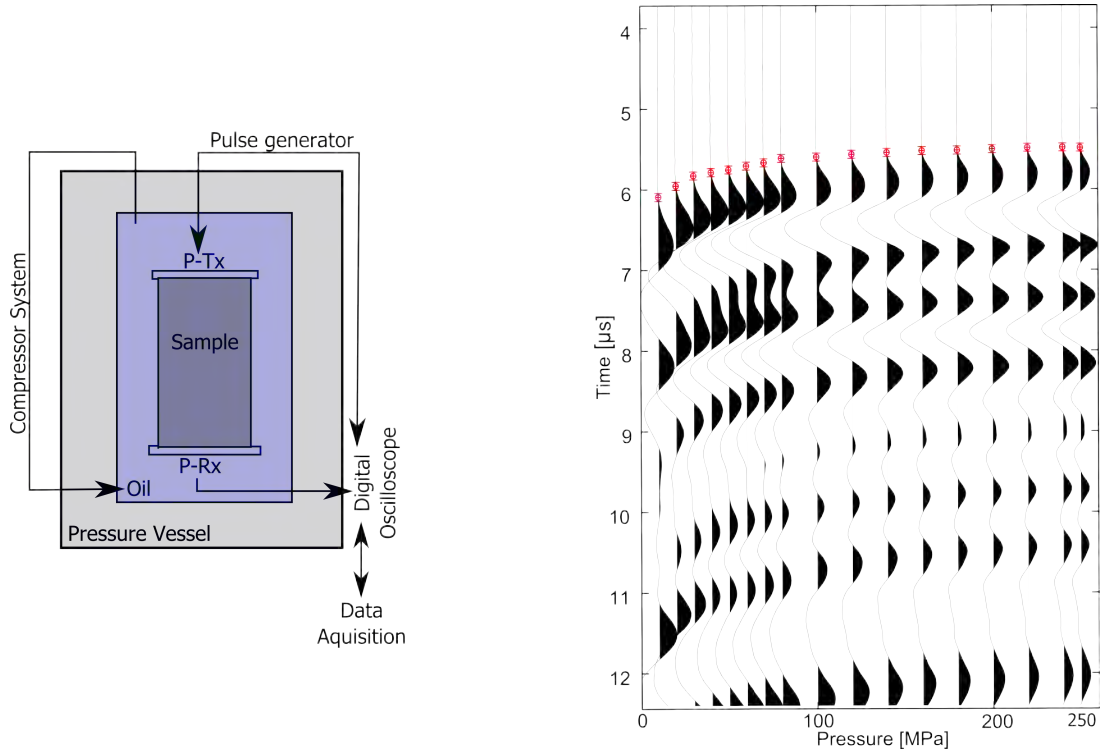 Pulse generator
P-Tx
Sample
Compressor System
P-Rx
Oil
Digital
Oscilloscope
Pressure Vessel
Data
Aquisition
4
5
6
7
8
9
10
11
12
Time [µs]
0
100
200
250
Pressure [MPa]